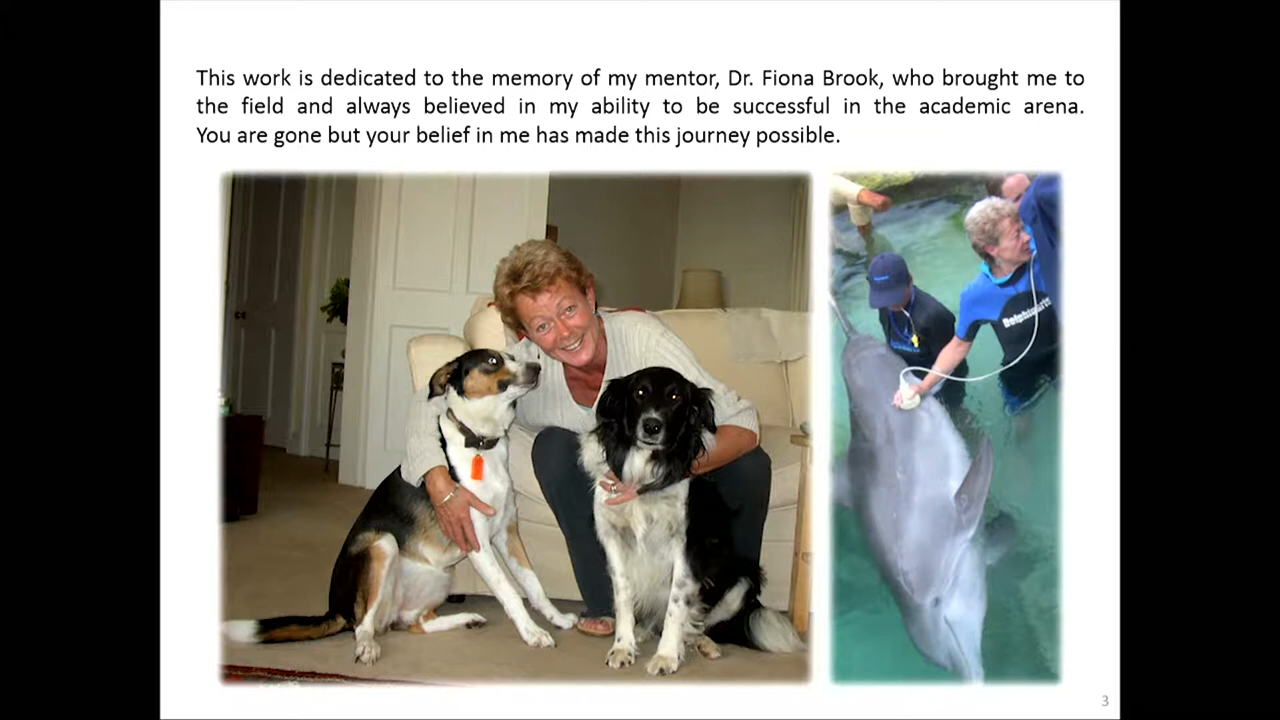 This work is dedicated to the memory of my mentor, Dr. Fiona Brook, who brought me to
the field and always believed in my ability to be successful in the academic arena.
You are gone but your belief in me has made this journey possible.
3